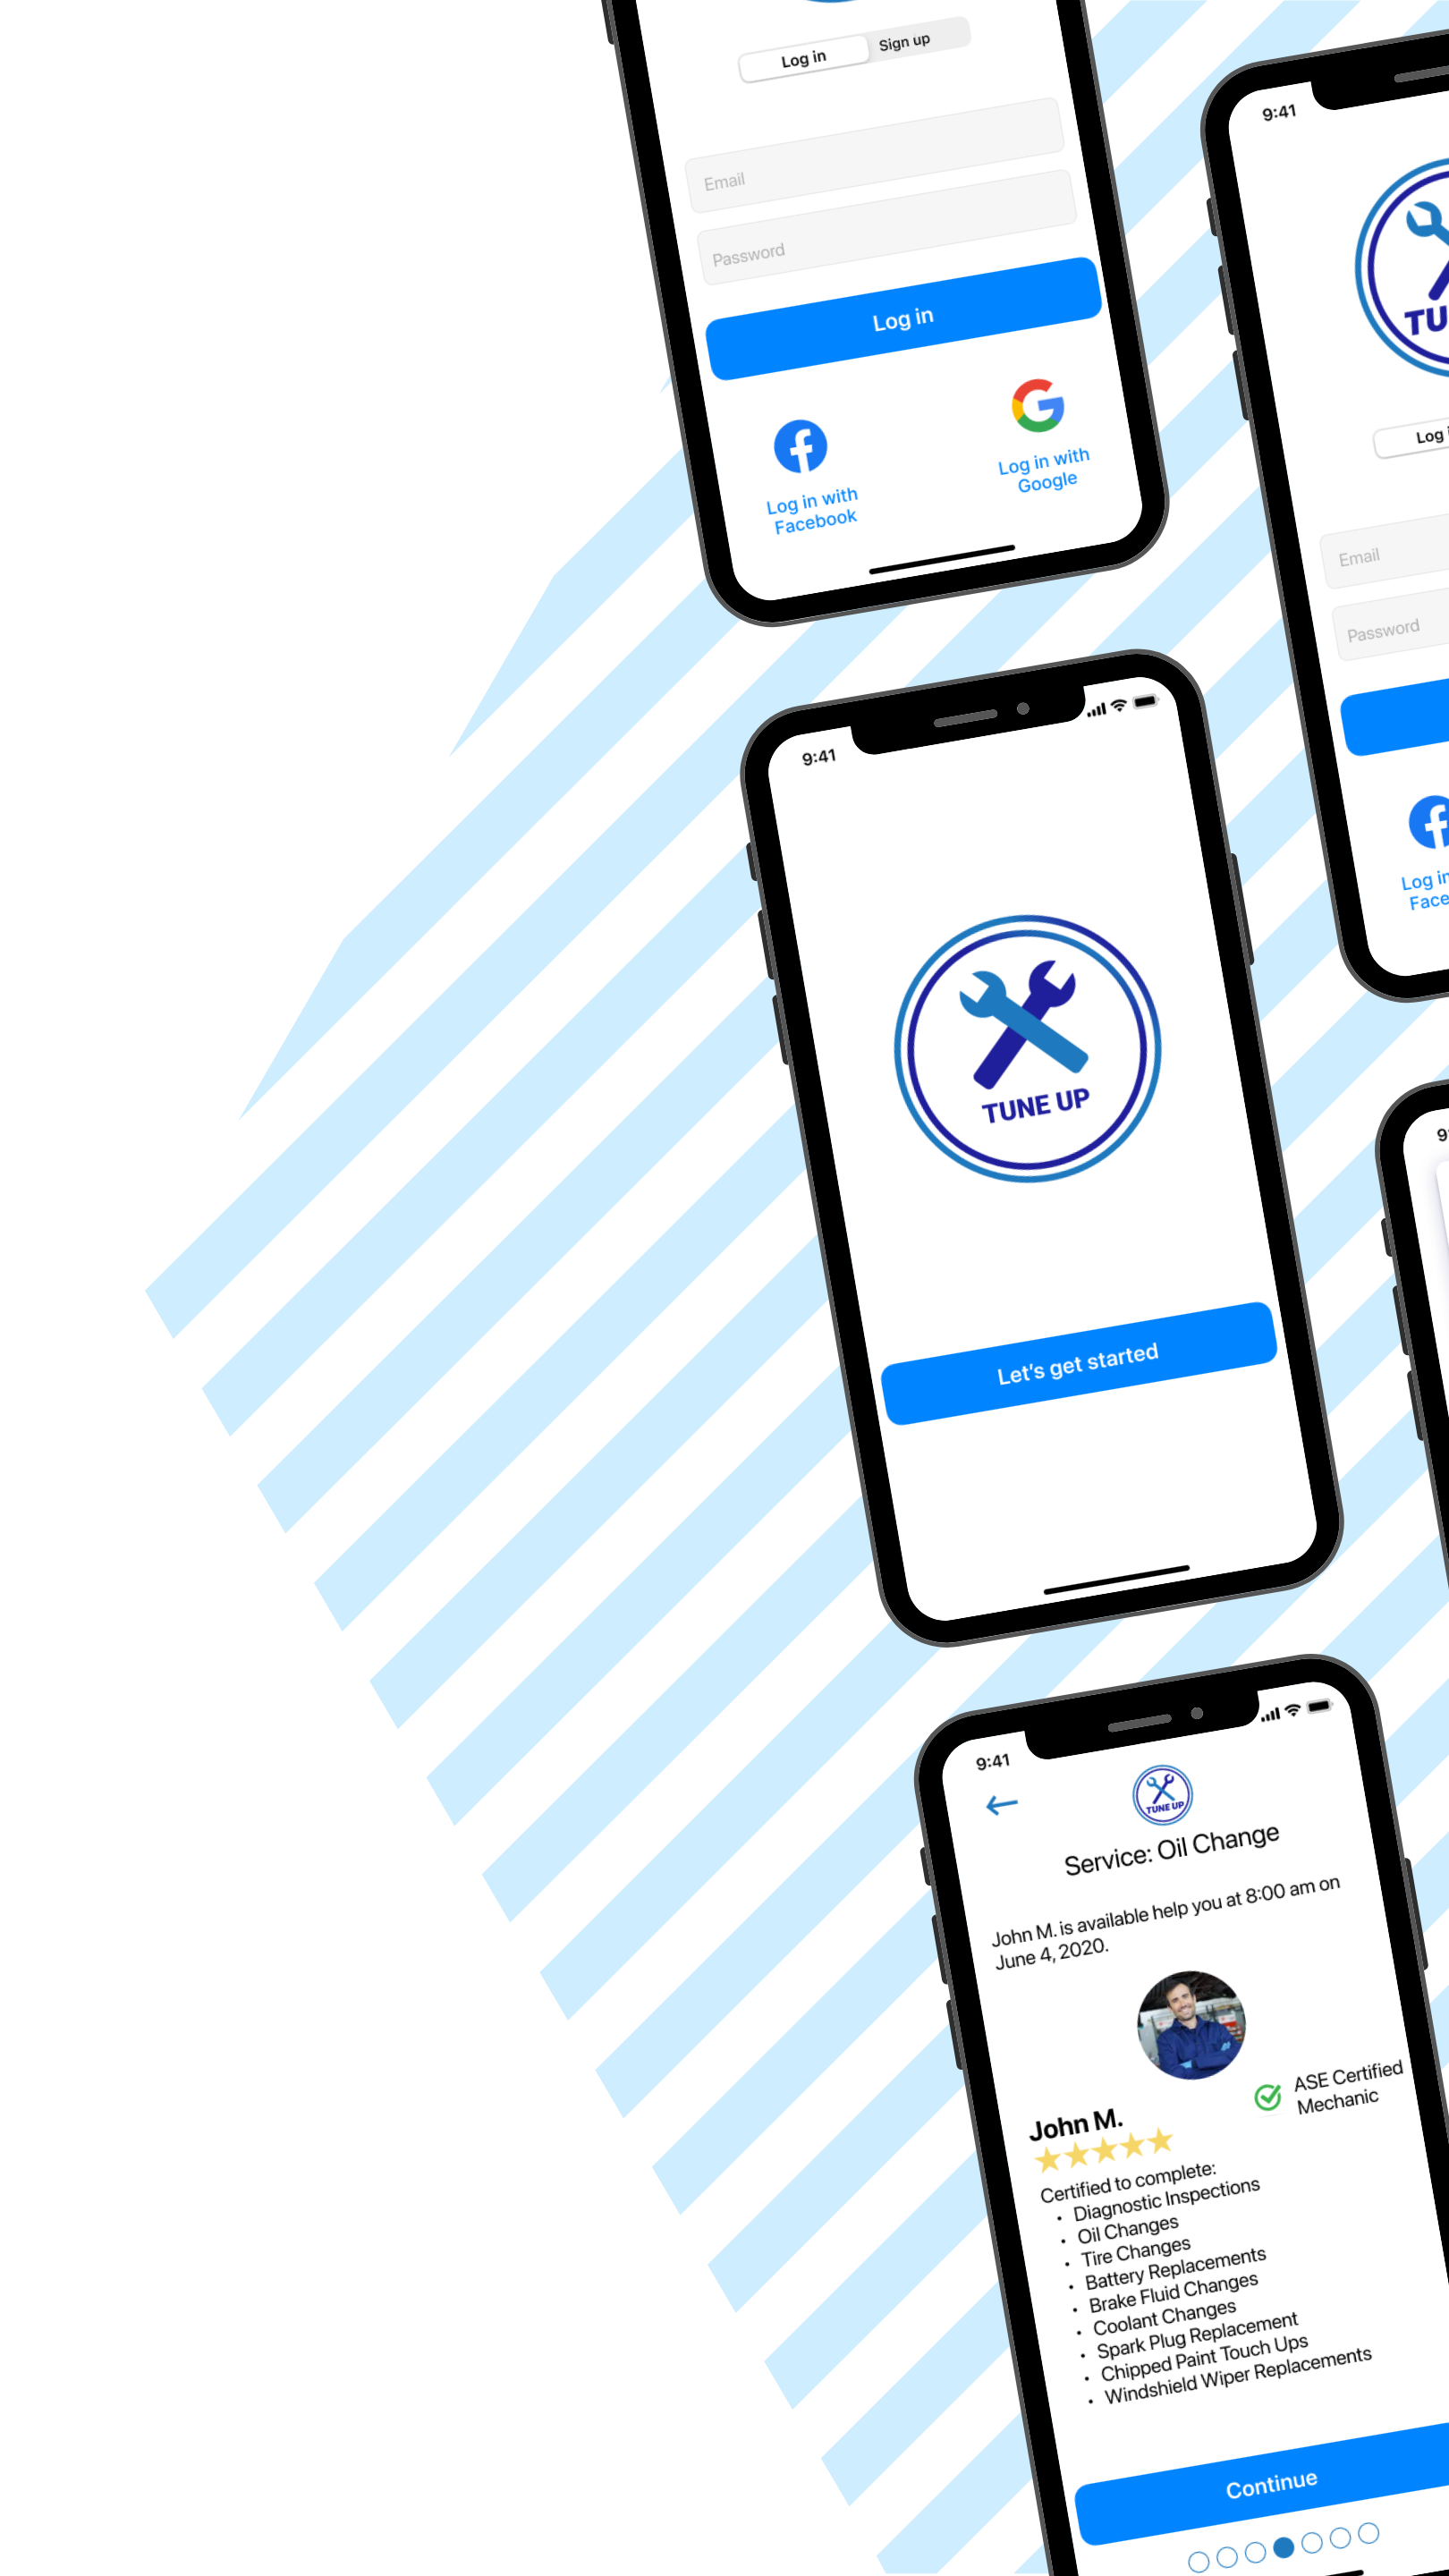 Log in
Sign up
Email
Password
Log in
Log in with
Facebook
Log in with
Google
9:41
Log
Email
Password
Log in
9:41
TUNE UP
Let's get started
9:41
TUNE UP
Service: Oil Change
John M. is available help you at 8:00 am on
June 4, 2020.
ASE Certified
Mechanic
John M.
Certified to complete:
• Diagnostic Inspections
• Oil Changes
• Tire Changes
• Battery Replacements
• Brake Fluid Changes
• Coolant Changes
• Spark Plug Replacement
• Chipped Paint Touch Ups
• Windshield Wiper Replacements
Continue